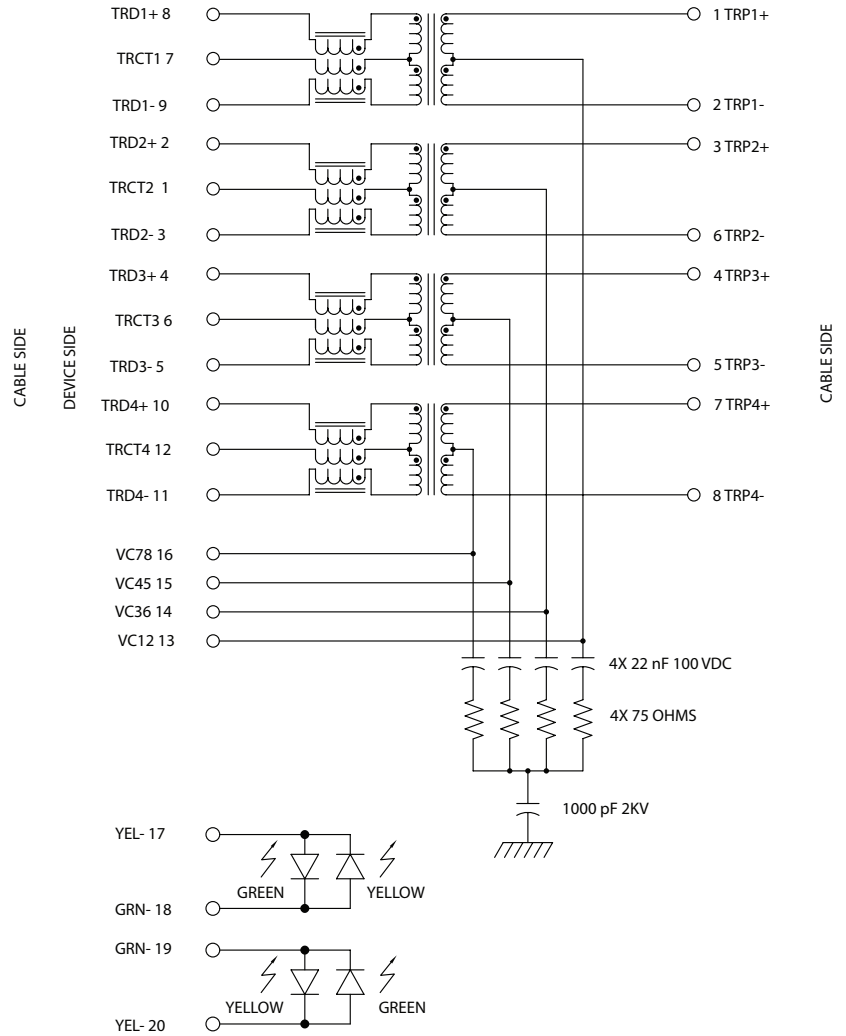 TRD1+ 8
1 TRP1+
TRCT1 7
TRD1- 9
2 TRP1-
TRD2+ 2
3 TRP2+
TRCT2 1
TRD2- 3
6 TRP2-
TRD3+ 4
4 TRP3+
TRCT3 6
TRD3- 5
5 TRP3-
TRD4+ 10
7 TRP4+
TRCT4 12
TRD4- 11
8 TRP4-
CABLE SIDE
DEVICE SIDE
CABLE SIDE
VC78 16
VC45 15
VC36 14
VC12 13
4X 22 nF 100 VDC
4X 75 OHMS
1000 pF 2KV
YEL- 17
GREEN
YELLOW
GRN- 18
GRN- 19
YELLOW
GREEN
YEL- 20